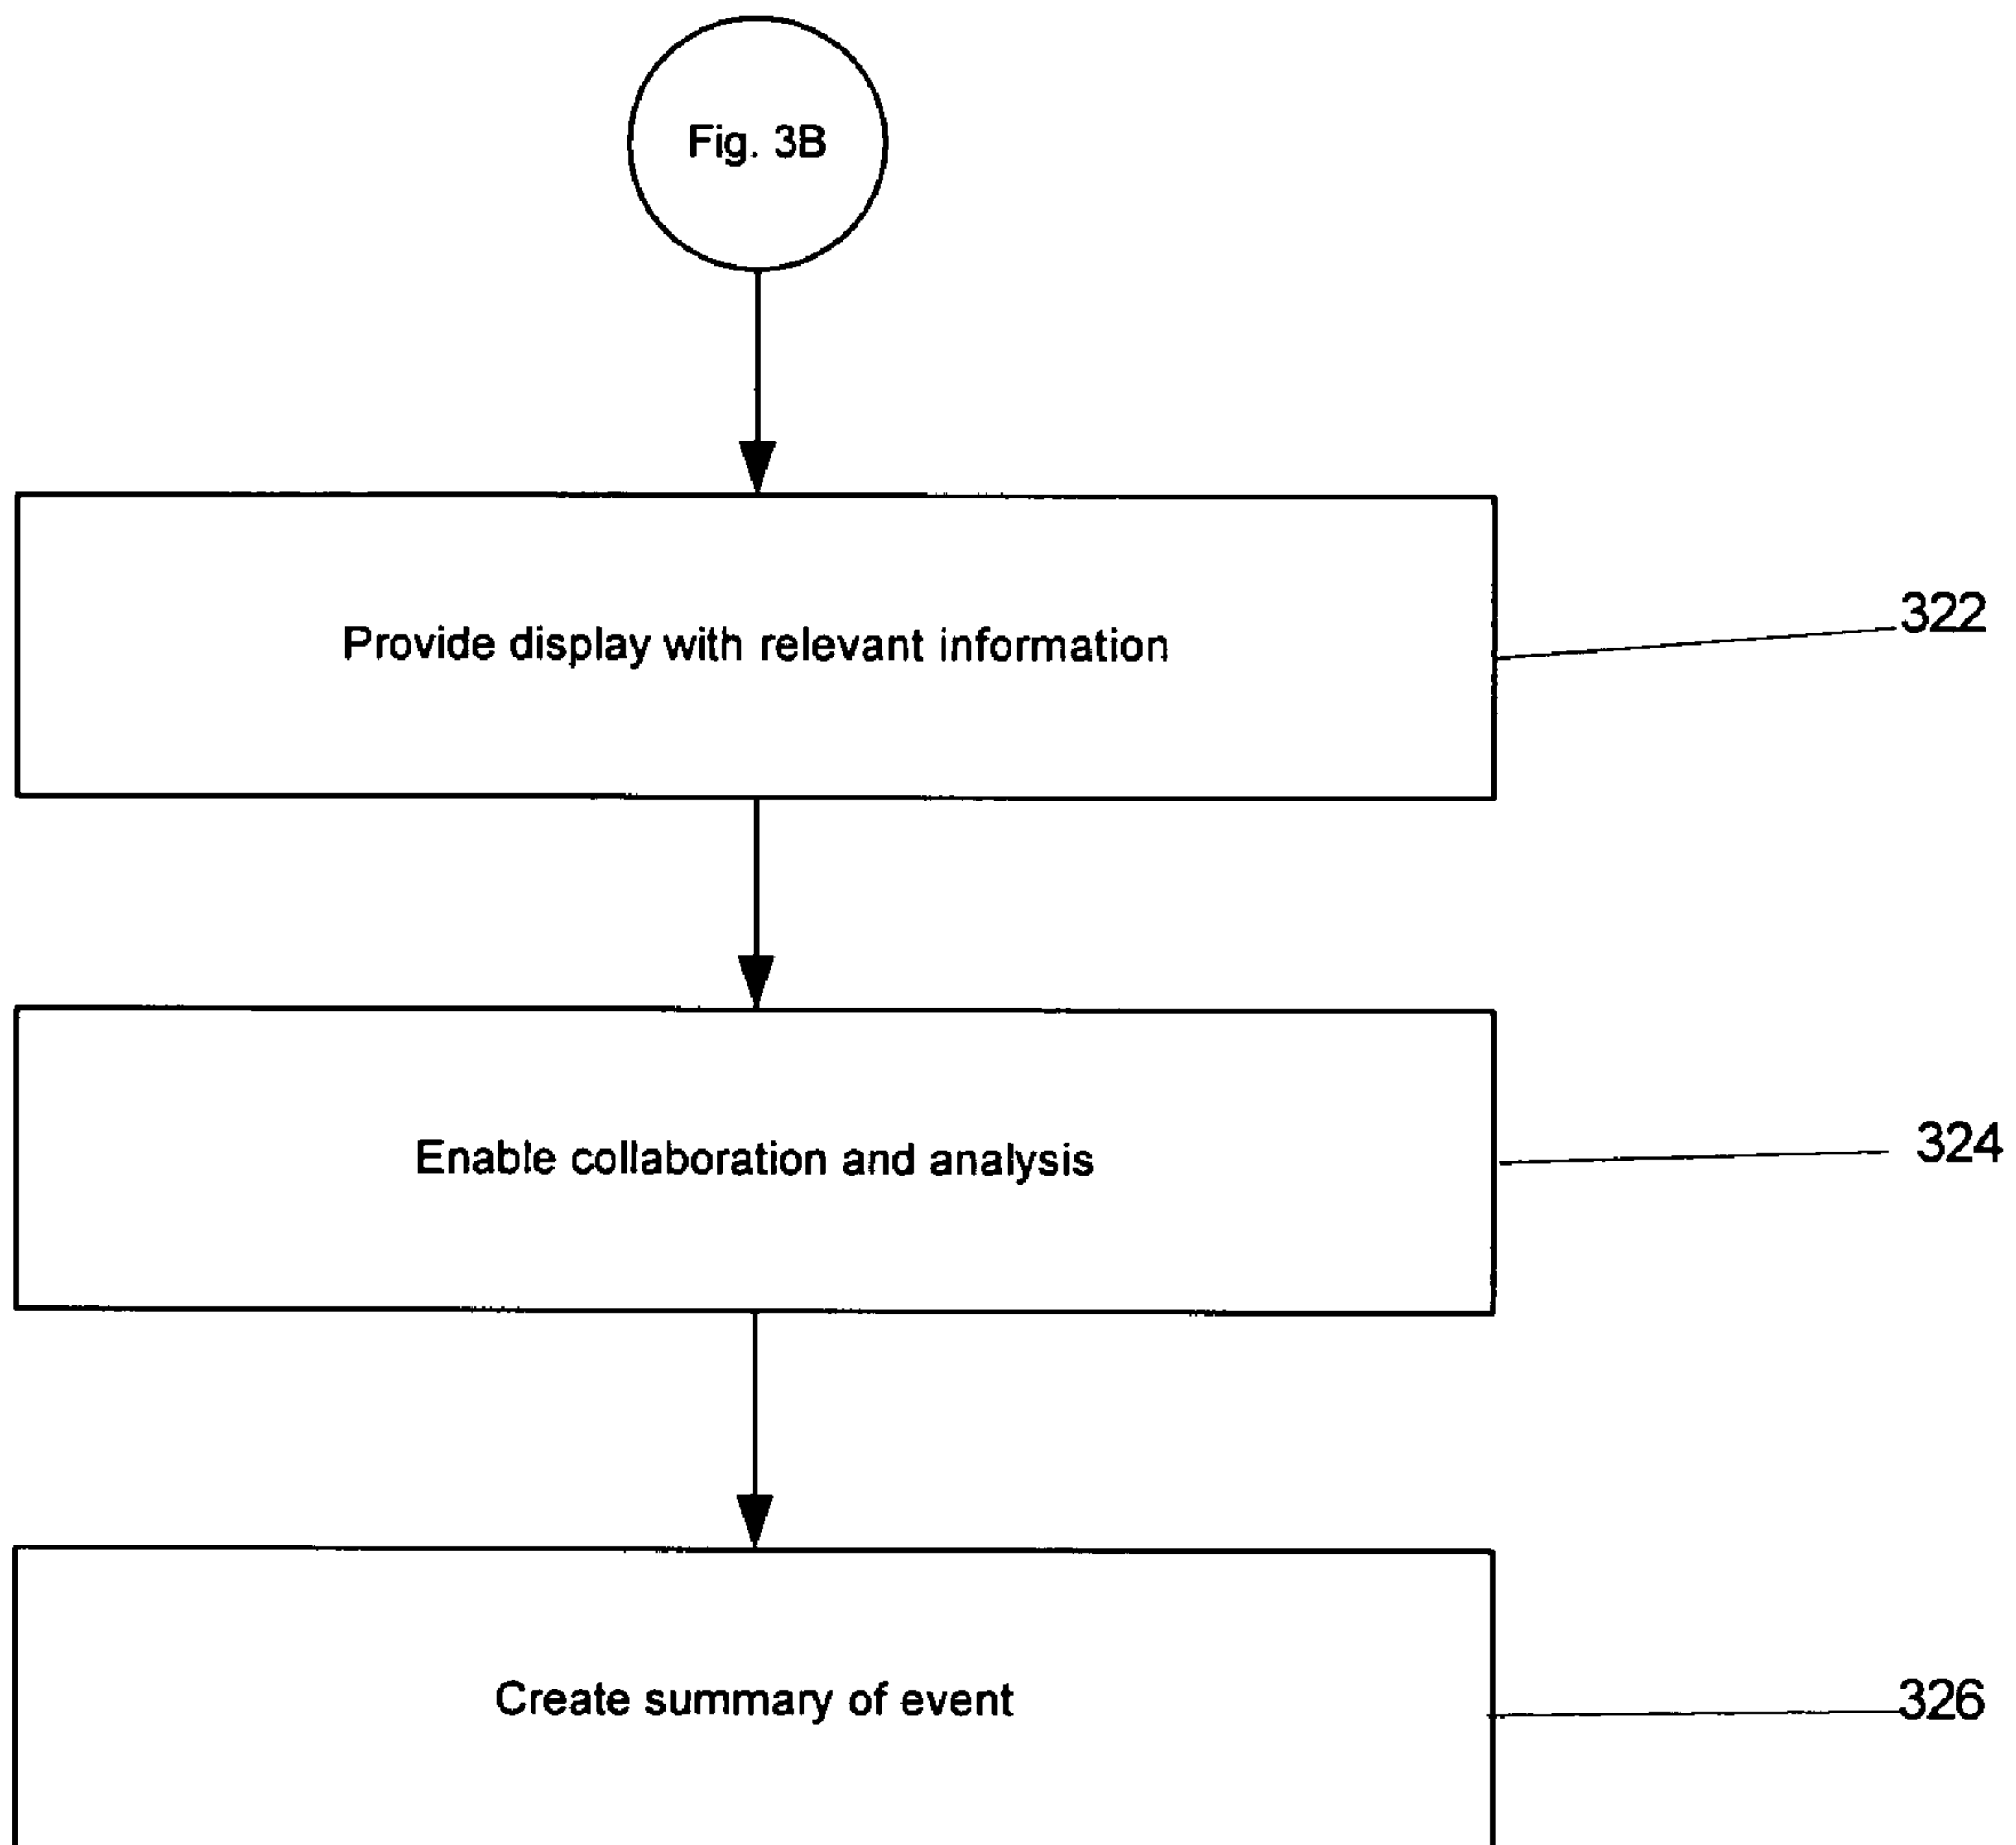 Fig. 3B
Provide display with relevant information
322
Enable collaboration and analysis
324
Create summary of event
326